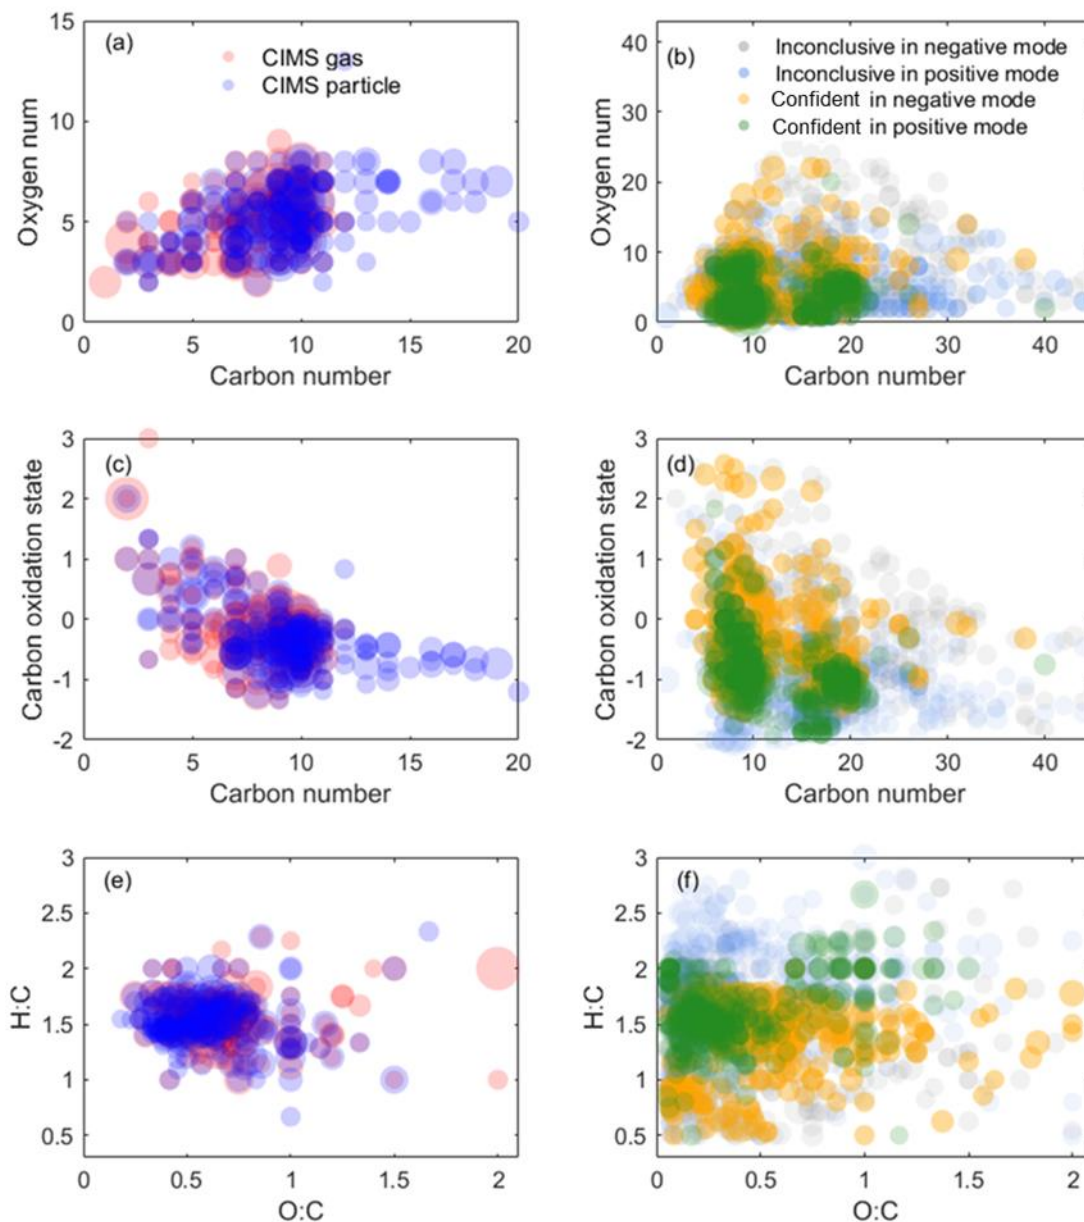 (a)
CIMS gas
CIMS particle
15
10
5
0
0
5
10
15
20
Oxygen num
Carbon number
(b)
Inconclusive in negative mode
Inconclusive in positive mode
Confident in negative mode
Confident in positive mode
40
30
20
10
0
0
10
20
30
40
Oxygen num
Carbon number
(c)
3
2
1
0
-1
-2
0
5
10
15
20
Carbon oxidation state
Carbon number
(d)
3
2
1
0
-1
-2
0
10
20
30
40
Carbon oxidation state
Carbon number
(e)
3
2.5
2
1.5
1
0.5
0
0.5
1
1.5
2
H:C
O:C
(f)
3
2.5
2
1.5
1
0.5
0
0.5
1
1.5
2
H:C
O:C